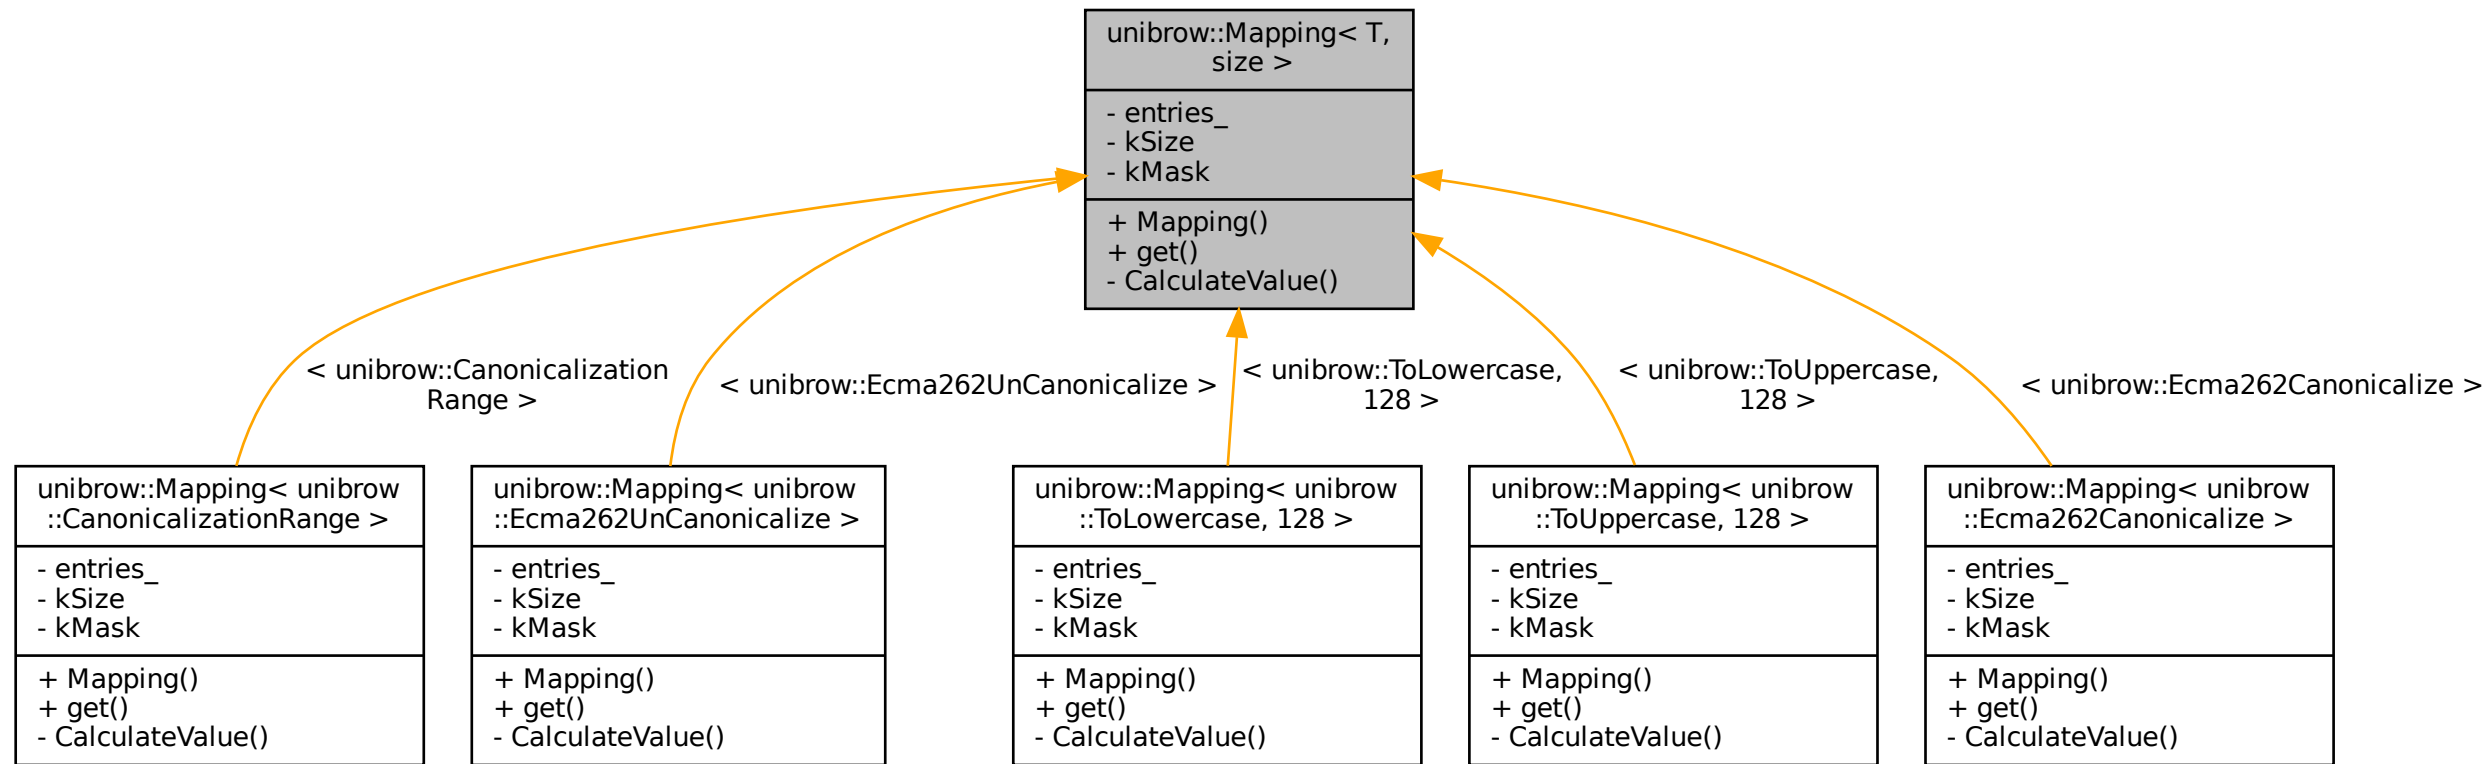 unibrow::Mapping< T,
size >
- entries_
- kSize
- kMask
+ Mapping()
+ get()
- CalculateValue()
< unibrow::Canonicalization
Range >
< unibrow::Ecma262UnCanonicalize >
< unibrow::ToLowercase,
128 >
< unibrow::ToUppercase,
128 >
< unibrow::Ecma262Canonicalize >
unibrow::Mapping< unibrow
::CanonicalizationRange >
- entries_
- kSize
- kMask
+ Mapping()
+ get()
- CalculateValue()
unibrow::Mapping< unibrow
::Ecma262UnCanonicalize >
- entries_
- kSize
- kMask
+ Mapping()
+ get()
- CalculateValue()
unibrow::Mapping< unibrow
::ToLowercase, 128 >
- entries_
- kSize
- kMask
+ Mapping()
+ get()
- CalculateValue()
unibrow::Mapping< unibrow
::ToUppercase, 128 >
- entries_
- kSize
- kMask
+ Mapping()
+ get()
- CalculateValue()
unibrow::Mapping< unibrow
::Ecma262Canonicalize >
- entries_
- kSize
- kMask
+ Mapping()
+ get()
- CalculateValue()